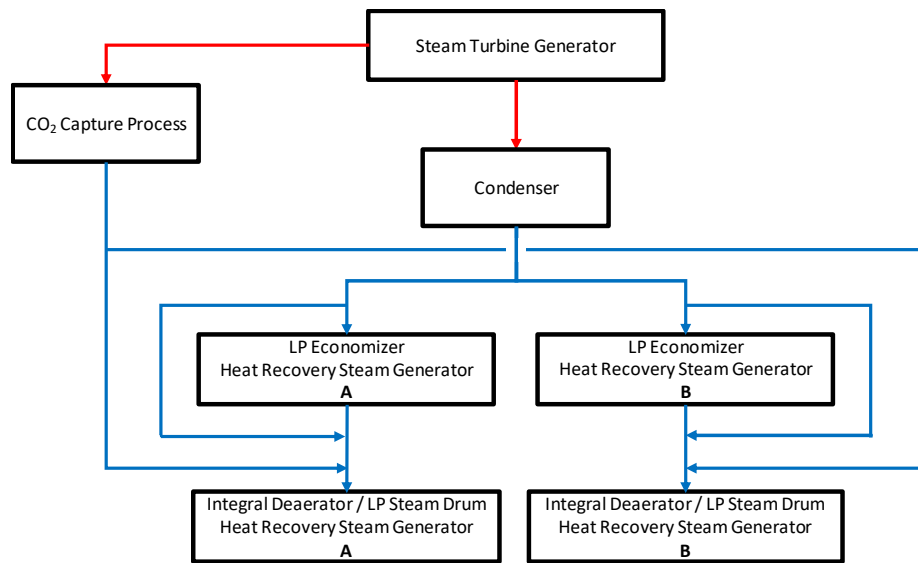 Steam Turbine Generator
CO₂ Capture Process
Condenser
LP Economizer
Heat Recovery Steam Generator
A
LP Economizer
Heat Recovery Steam Generator
B
Integral Deaerator / LP Steam Drum
Heat Recovery Steam Generator
A
Integral Deaerator / LP Steam Drum
Heat Recovery Steam Generator
B